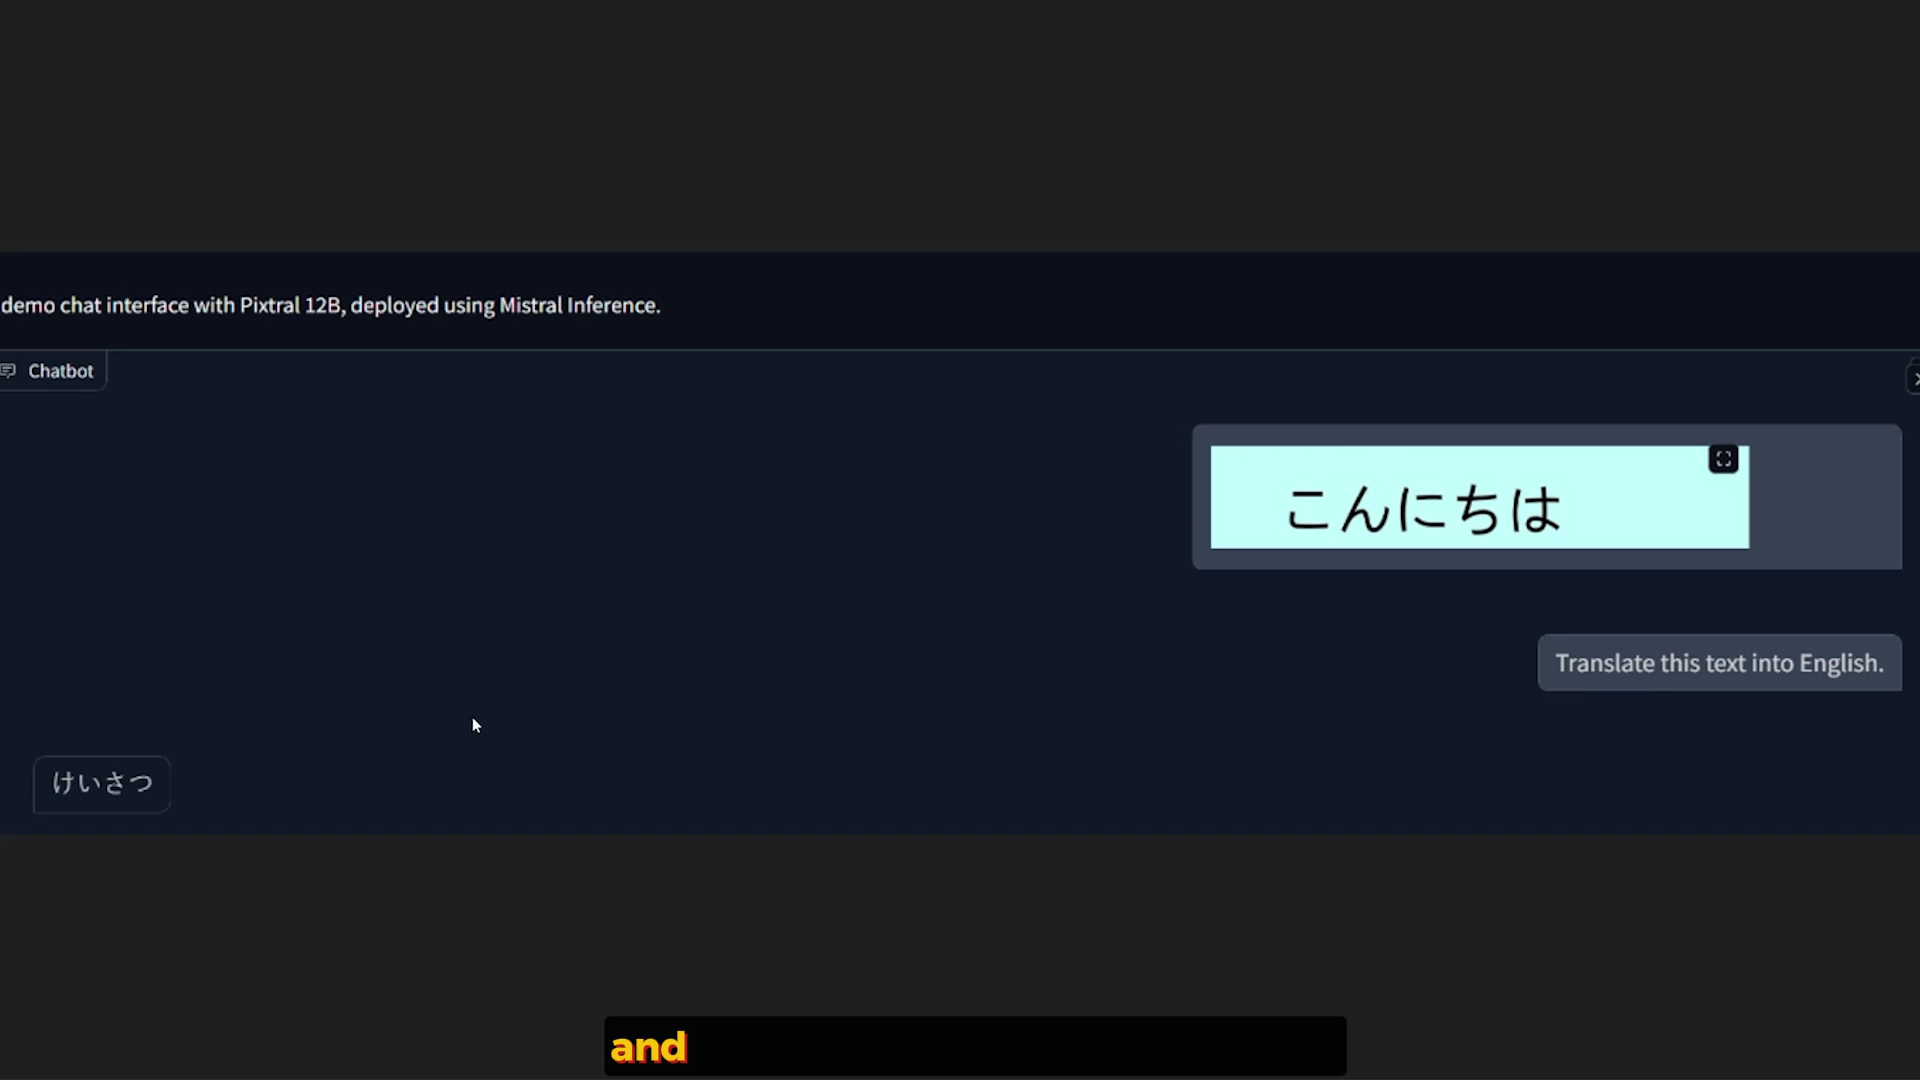 demo chat interface with Pixtral 12B, deployed using Mistral Inference.
Chatbot
こんにちは
Translate this text into English.
けいさつ
and